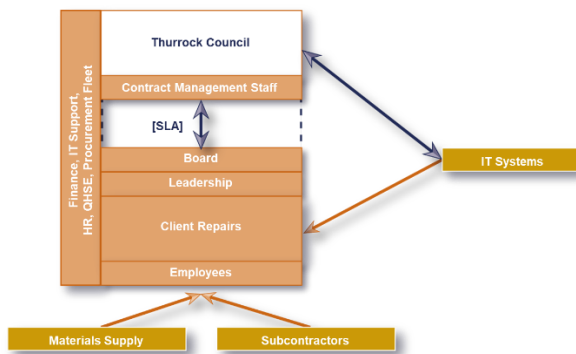 Thurrock Council
Contract Management Staff
Finance, IT Support,
HR, QHSE, Procurement Fleet
[SLA]
Board
IT Systems
Leadership
Client Repairs
Employees
Materials Supply
Subcontractors